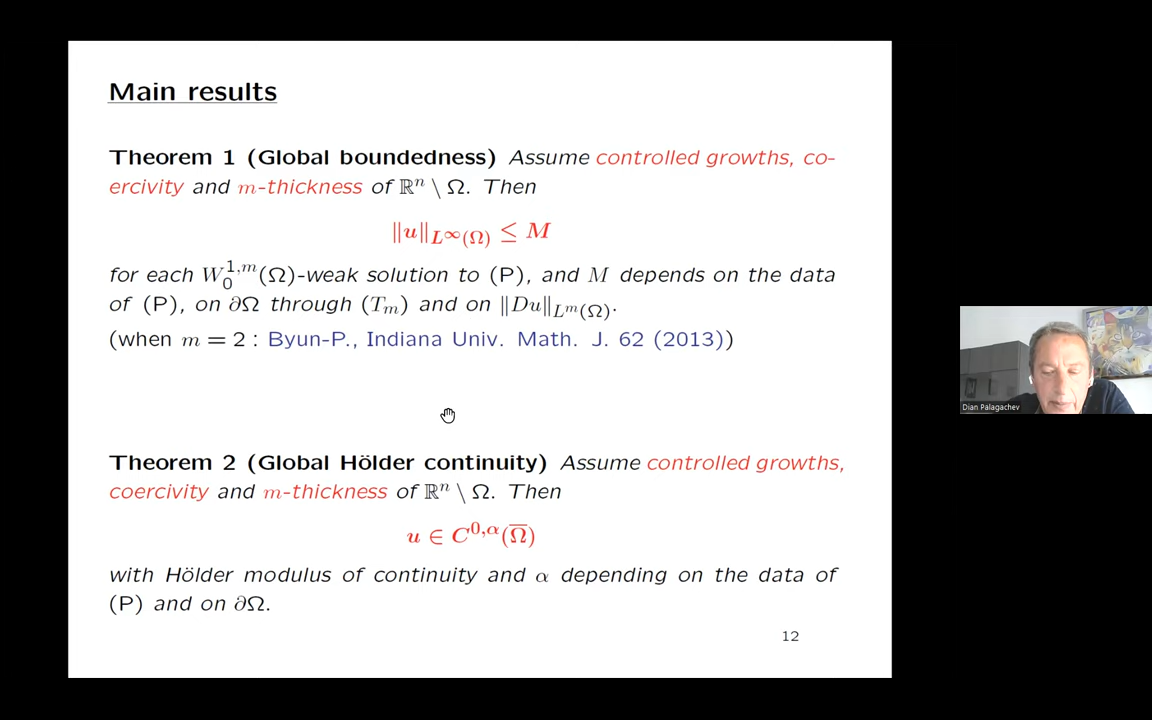 Main results
Theorem 1 (Global boundedness) Assume controlled growths, co-
ercivity and m-thickness of ℝⁿ \ Ω. Then
‖u‖_{L^∞(Ω)} ≤ M
for each W_0^{1,m}(Ω)-weak solution to (P), and M depends on the data
of (P), on ∂Ω through (T_m) and on ‖Du‖_{L^m(Ω)}.
(when m = 2 : Byun-P., Indiana Univ. Math. J. 62 (2013))
Theorem 2 (Global Hölder continuity) Assume controlled growths,
coercivity and m-thickness of ℝⁿ \ Ω. Then
u ∈ C^{0,α}(Ω̅)
with Hölder modulus of continuity and α depending on the data of
(P) and on ∂Ω.
12
Dian Palagachev